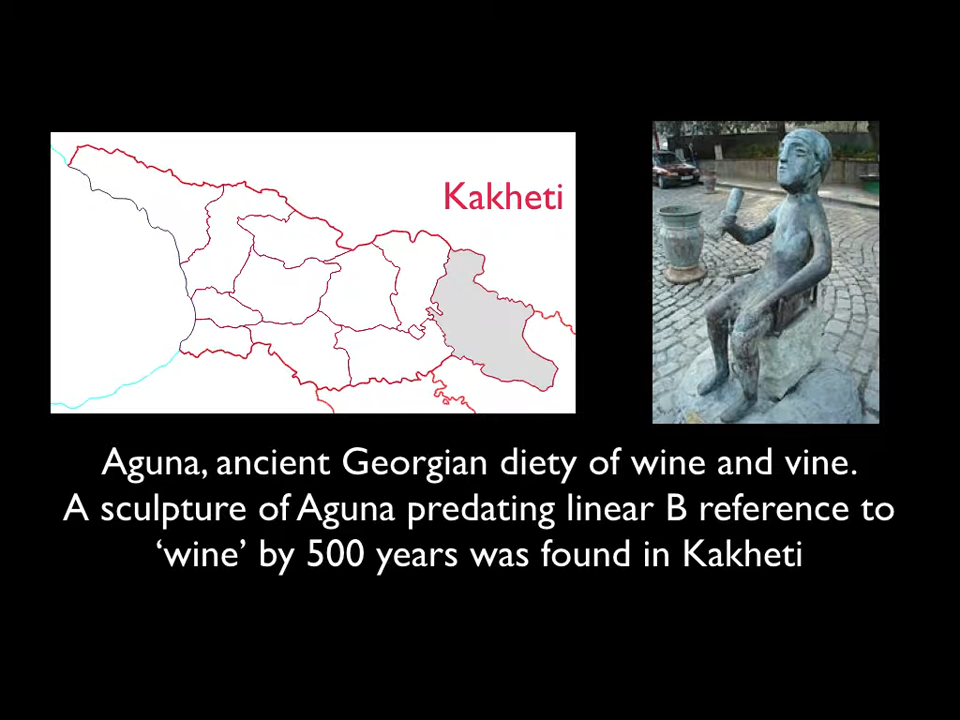 Kakheti
Aguna, ancient Georgian diety of wine and vine.
A sculpture of Aguna predating linear B reference to
‘wine’ by 500 years was found in Kakheti